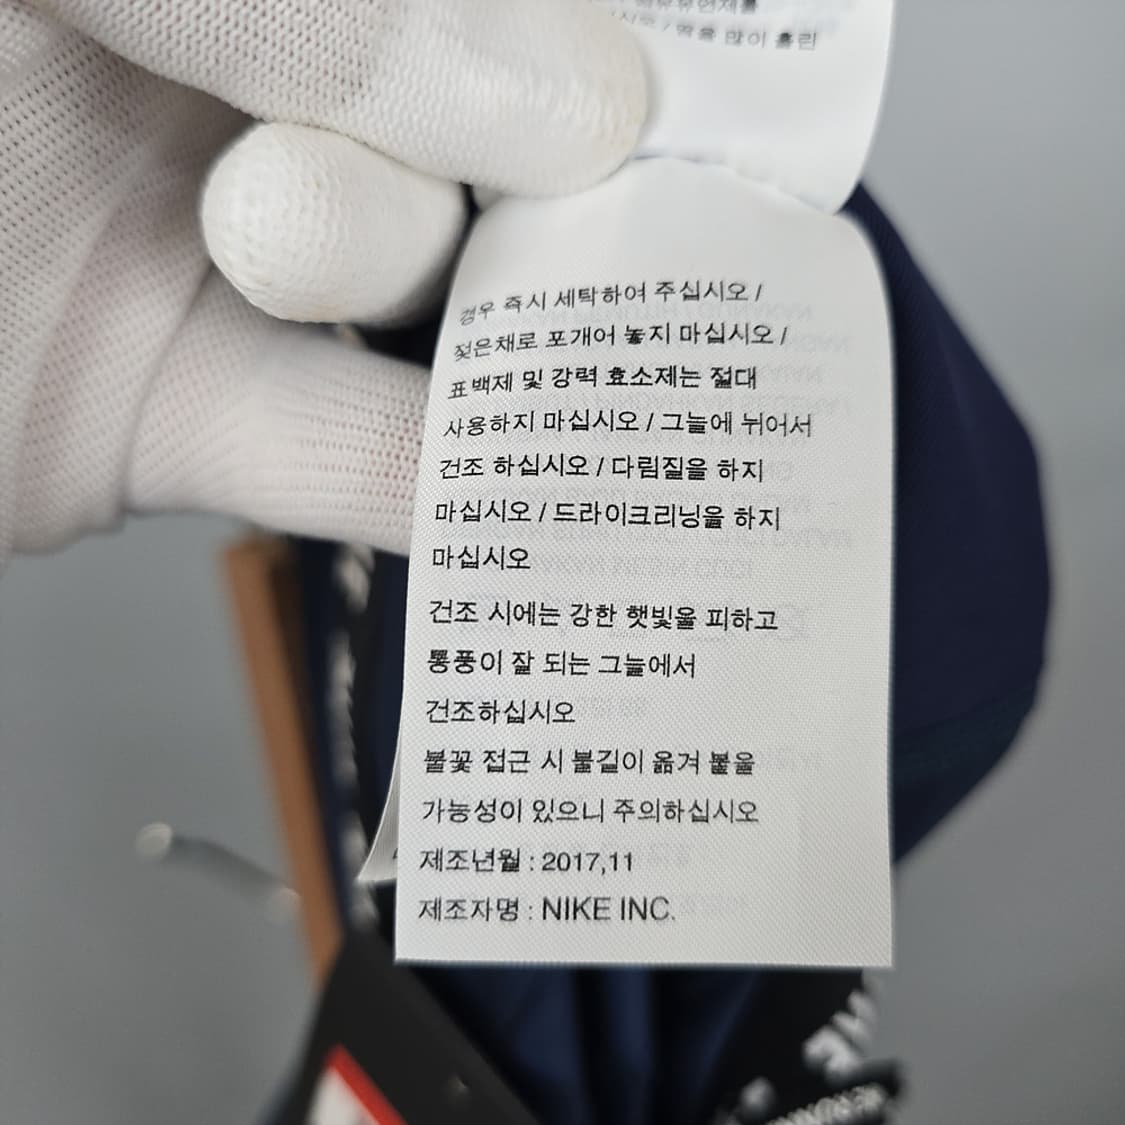 땀을 많이 흘린
경우 즉시 세탁하여 주십시오 /
젖은채로 포개어 놓지 마십시오 /
표백제 및 강력 효소제는 절대
사용하지 마십시오 / 그늘에 뉘어서
건조 하십시오 / 다림질을 하지
마십시오 / 드라이크리닝을 하지
마십시오
건조 시에는 강한 햇빛을 피하고
통풍이 잘 되는 그늘에서
건조하십시오
불꽃 접근 시 불길이 옮겨 붙을
가능성이 있으니 주의하십시오
제조년월 : 2017,11
제조자명 : NIKE INC.